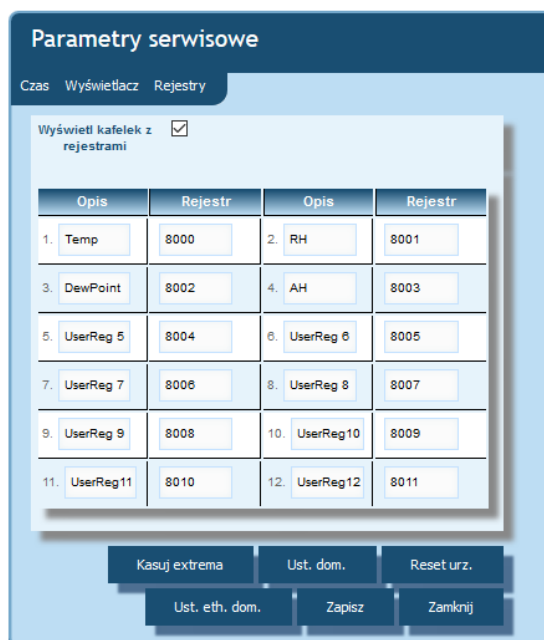 Parametry serwisowe
Czas Wyświetlacz Rejestry
Wyświetl kafelek z
rejestrami
Opis Rejestr Opis Rejestr
1. Temp 8000 2. RH 8001
3. DewPoint 8002 4. AH 8003
5. UserReg 5 8004 6. UserReg 6 8005
7. UserReg 7 8006 8. UserReg 8 8007
9. UserReg 9 8008 10. UserReg10 8009
11. UserReg11 8010 12. UserReg12 8011
Kasuj extrema Ust. dom. Reset urz.
Ust. eth. dom. Zapisz Zamknij